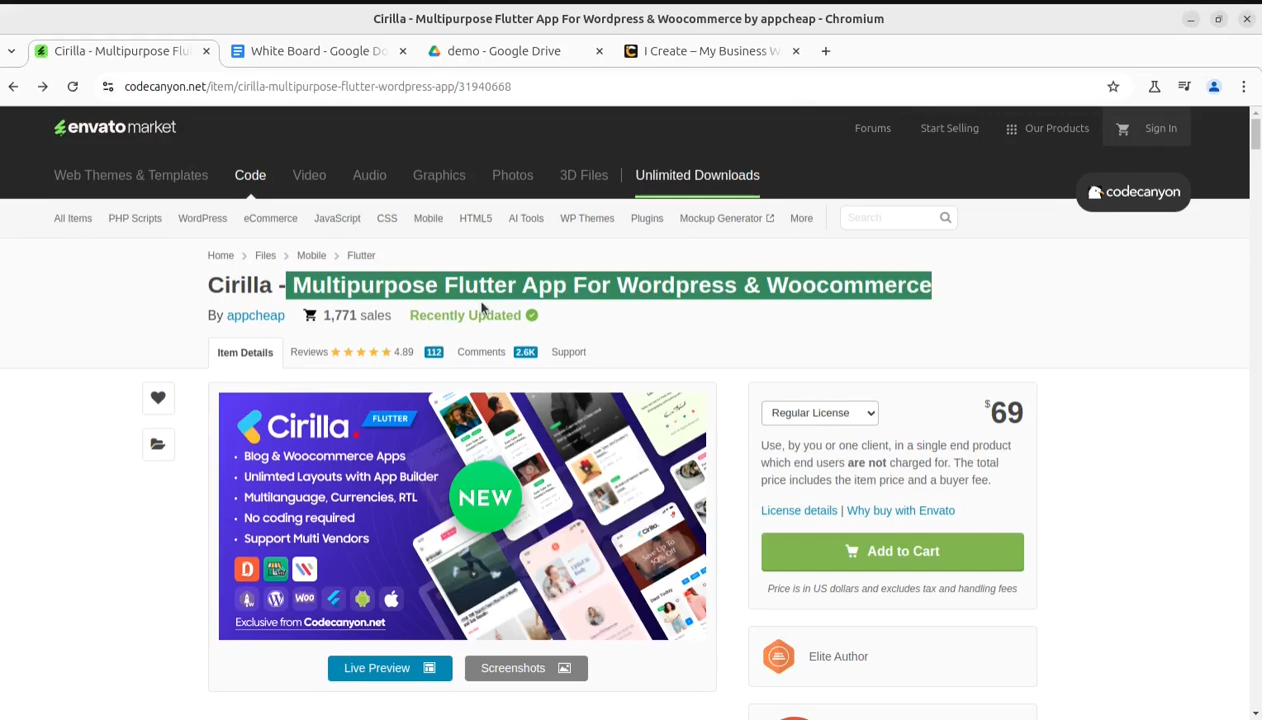 Cirilla - Multipurpose Flutter App For Wordpress & Woocommerce by appcheap - Chromium
Cirilla - Multipurpose Flu
White Board - Google Do
demo - Google Drive
I Create – My Business W
codecanyon.net/item/cirilla-multipurpose-flutter-wordpress-app/31940668
envato market
Forums
Start Selling
Our Products
Sign In
Web Themes & Templates
Code
Video
Audio
Graphics
Photos
3D Files
Unlimited Downloads
codecanyon
All Items
PHP Scripts
WordPress
eCommerce
JavaScript
CSS
Mobile
HTML5
AI Tools
WP Themes
Plugins
Mockup Generator
More
Search
Home
Files
Mobile
Flutter
Cirilla - Multipurpose Flutter App For Wordpress & Woocommerce
By appcheap
1,771 sales
Recently Updated
Item Details
Reviews
4.89
112
Comments
2.6K
Support
Cirilla.
FLUTTER
• Blog & Woocommerce Apps
• Unlimted Layouts with App Builder
• Multilanguage, Currencies, RTL
• No coding required
• Support Multi Vendors
NEW
D
Woo
Exclusive from Codecanyon.net
Cirilla.
Live Preview
Screenshots
Regular License
$69
Use, by you or one client, in a single end product
which end users are not charged for. The total
price includes the item price and a buyer fee.
License details | Why buy with Envato
Add to Cart
Price is in US dollars and excludes tax and handling fees
Elite Author